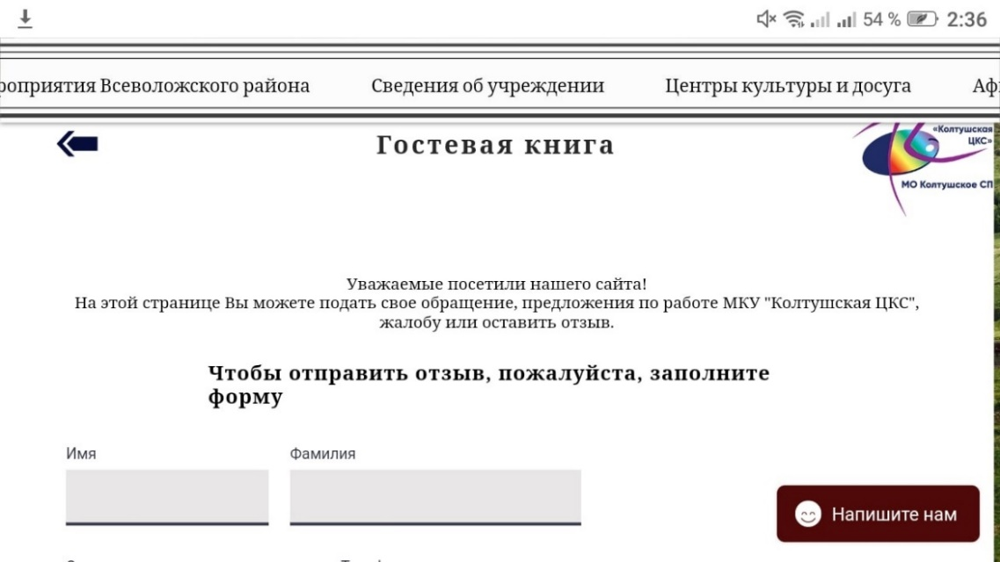 54 % 2:36
Всеволожского района Сведения об учреждении Центры культуры и досуга
Гостевая книга
«Колтушская
ЦКС»
МО Колтушское СП
Уважаемые посетили нашего сайта!
На этой странице Вы можете подать свое обращение, предложения по работе МКУ "Колтушская ЦКС",
жалобу или оставить отзыв.
Чтобы отправить отзыв, пожалуйста, заполните
форму
Имя Фамилия
Напишите нам